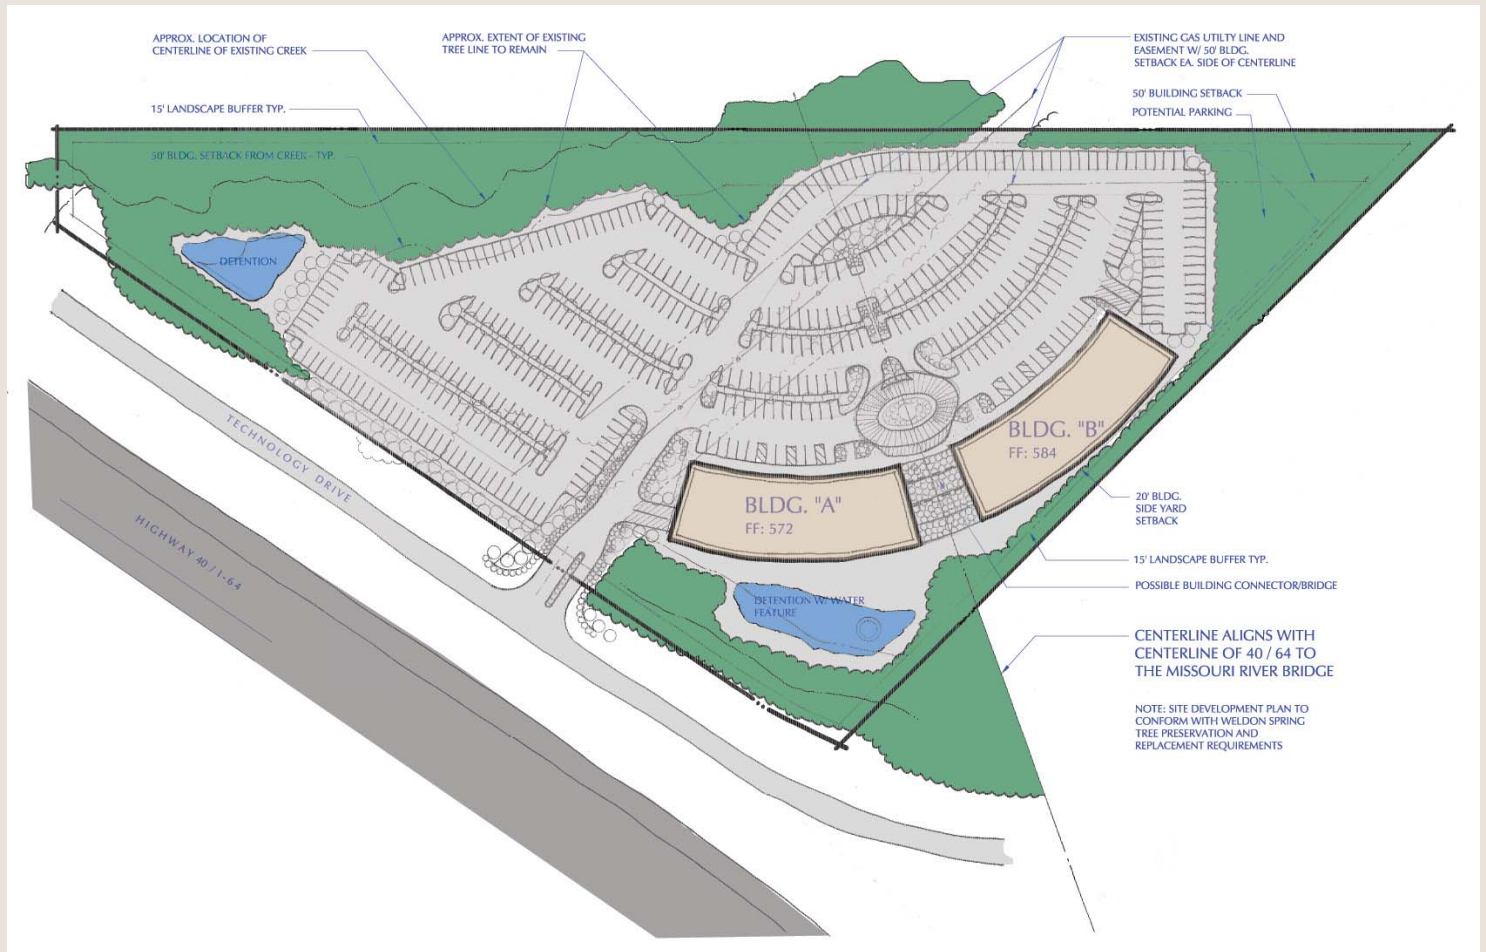 APPROX. LOCATION OF
CENTERLINE OF EXISTING CREEK
APPROX. EXTENT OF EXISTING
TREE LINE TO REMAIN
EXISTING GAS UTILTY LINE AND
EASEMENT W/ 50' BLDG.
SETBACK EA. SIDE OF CENTERLINE
15' LANDSCAPE BUFFER TYP.
50' BUILDING SETBACK
POTENTIAL PARKING
50' BLDG. SETBACK FROM CREEK - TYP.
DETENTION
TECHNOLOGY DRIVE
HIGHWAY 40 / I-64
BLDG. "B"
FF: 584
BLDG. "A"
FF: 572
20' BLDG.
SIDE YARD
SETBACK
15' LANDSCAPE BUFFER TYP.
POSSIBLE BUILDING CONNECTOR/BRIDGE
DETENTION W/ WATER
FEATURE
CENTERLINE ALIGNS WITH
CENTERLINE OF 40 / 64 TO
THE MISSOURI RIVER BRIDGE
NOTE: SITE DEVELOPMENT PLAN TO
CONFORM WITH WELDON SPRING
TREE PRESERVATION AND
REPLACEMENT REQUIREMENTS